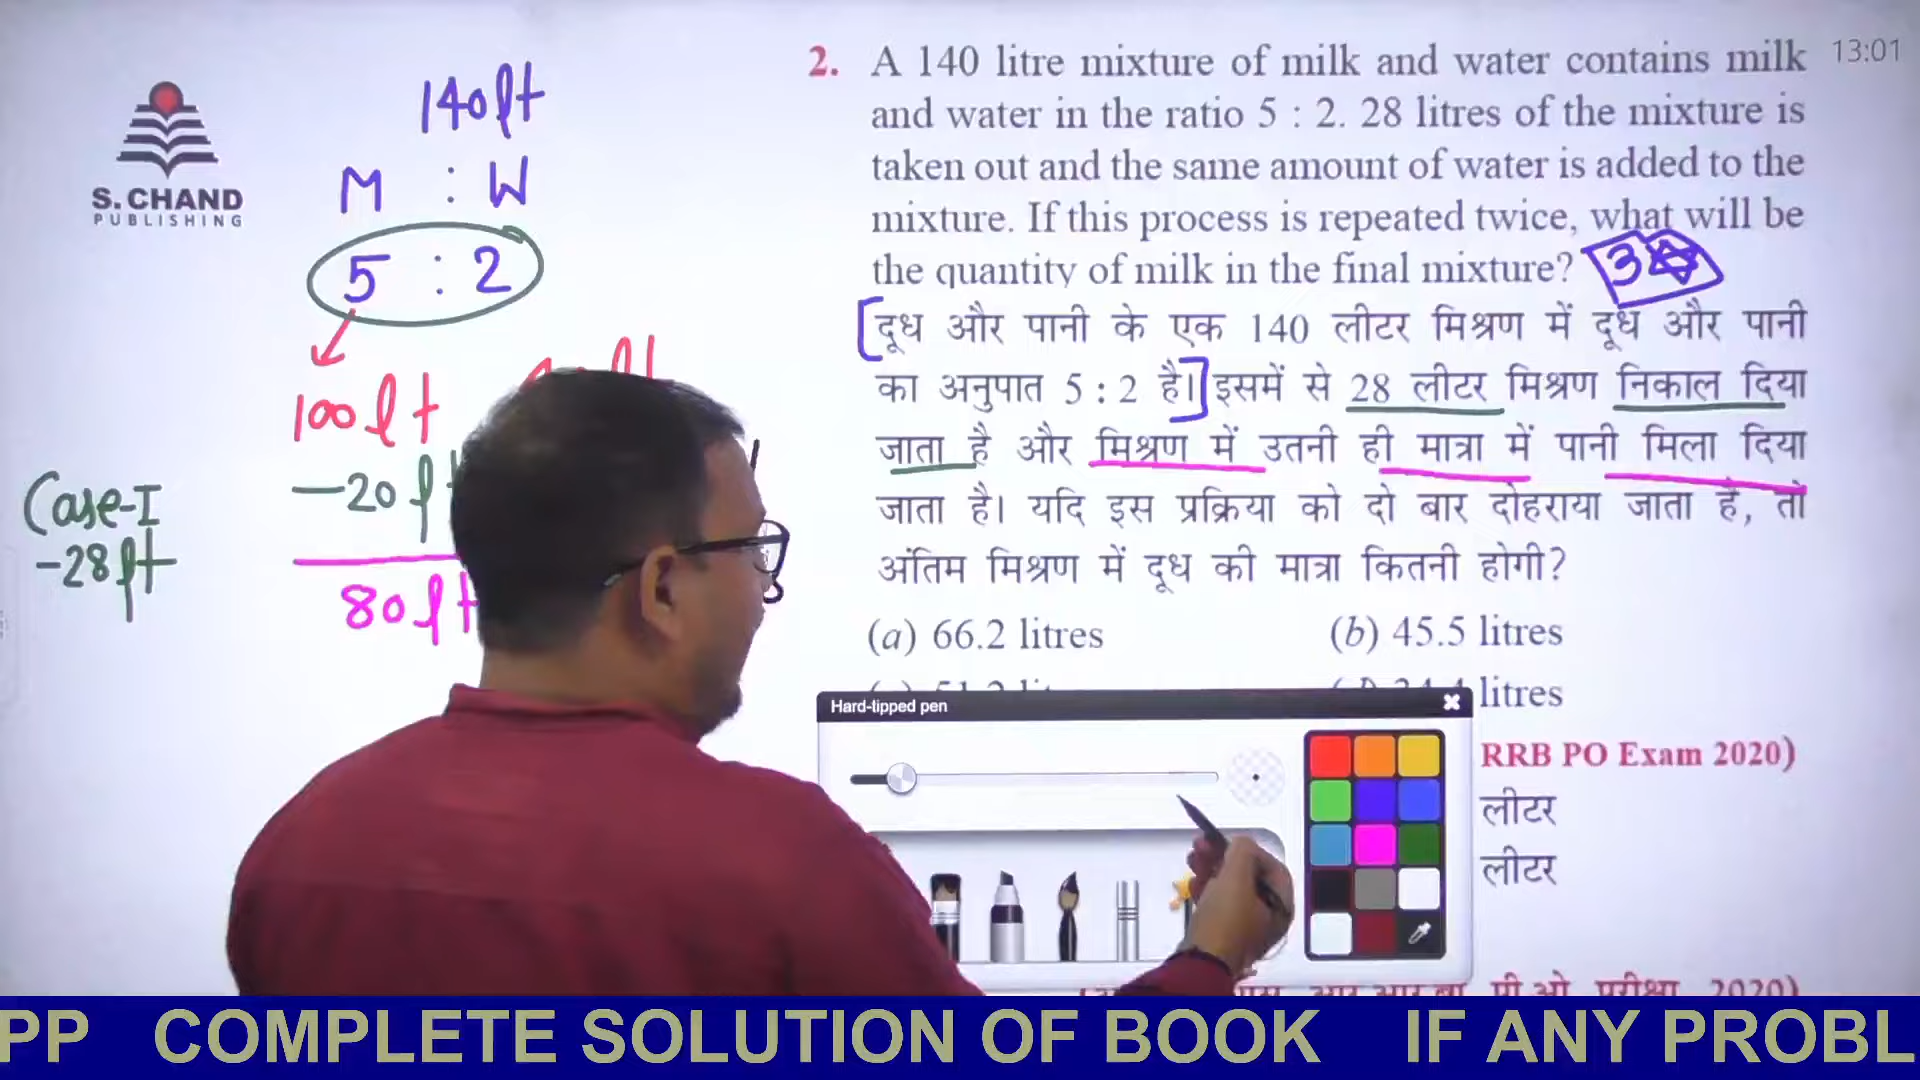 2. A 140 litre mixture of milk and water contains milk
and water in the ratio 5 : 2. 28 litres of the mixture is
taken out and the same amount of water is added to the
mixture. If this process is repeated twice, what will be
the quantity of milk in the final mixture?
3
दूध और पानी के एक 140 लीटर मिश्रण में दूध और पानी
का अनुपात 5 : 2 है। इसमें से 28 लीटर मिश्रण निकाल दिया
जाता है और मिश्रण में उतनी ही मात्रा में पानी मिला दिया
जाता है। यदि इस प्रक्रिया को दो बार दोहराया जाता है, तो
अंतिम मिश्रण में दूध की मात्रा कितनी होगी?
(a) 66.2 litres (b) 45.5 litres
litres
RRB PO Exam 2020)
लीटर
लीटर
पी.ओ. परीक्षा, 2020)
13:01
S. CHAND
PUBLISHING
140lt
M : W
5 : 2
100lt
Case-I
-28lt
-20l
80lt
Hard-tipped pen
PP COMPLETE SOLUTION OF BOOK IF ANY PROBL